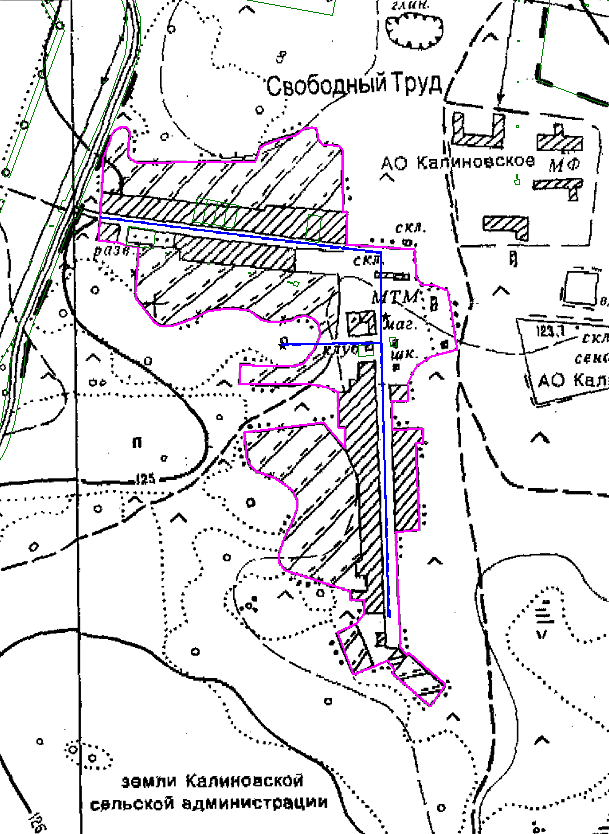 глин.
Свободный Труд
АО Калиновское
МФ
скл.
разв.
скл.
МТМ
маг.
123,1
клуб
шк.
скл
АО Кал
П
125
земли Калиновской
сельской администрации
125